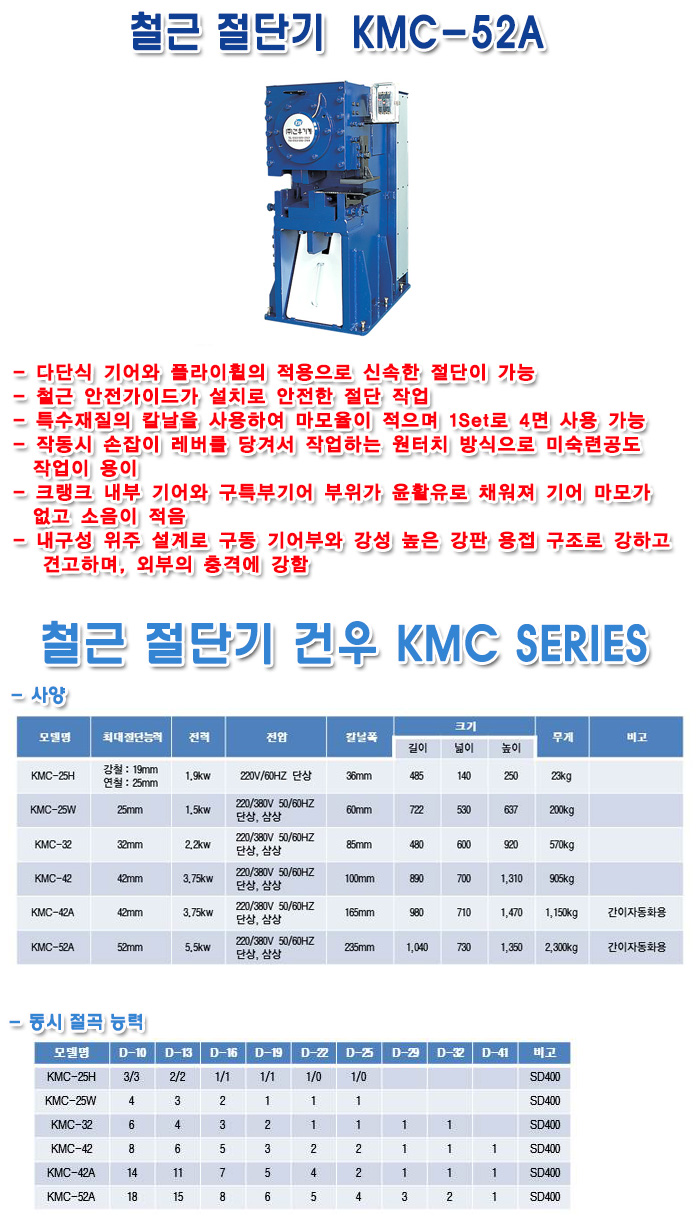 철근 절단기 KMC-52A
(주)건우기계
- 다단식 기어와 플라이휠의 적용으로 신속한 절단이 가능
- 철근 안전가이드가 설치로 안전한 절단 작업
- 특수재질의 칼날을 사용하여 마모율이 적으며 1Set로 4면 사용 가능
- 작동시 손잡이 레버를 당겨서 작업하는 원터치 방식으로 미숙련공도
작업이 용이
- 크랭크 내부 기어와 구특부기어 부위가 윤활유로 채워져 기어 마모가
없고 소음이 적음
- 내구성 위주 설계로 구동 기어부와 강성 높은 강판 용접 구조로 강하고
견고하며, 외부의 충격에 강함
철근 절단기 건우 KMC SERIES
- 사양
모델명 최대절단능력 전력 전압 칼날폭 크기 무게 비고
길이 넓이 높이
KMC-25H 강철 : 19mm 연철 : 25mm 1,9kw 220V/60HZ 단상 36mm 485 140 250 23kg
KMC-25W 25mm 1,5kw 220/380V 50/60HZ 단상, 삼상 60mm 722 530 637 200kg
KMC-32 32mm 2,2kw 220/380V 50/60HZ 단상, 삼상 85mm 480 600 920 570kg
KMC-42 42mm 3,75kw 220/380V 50/60HZ 단상, 삼상 100mm 890 700 1,310 905kg
KMC-42A 42mm 3,75kw 220/380V 50/60HZ 단상, 삼상 165mm 980 710 1,470 1,150kg 간이자동화용
KMC-52A 52mm 5,5kw 220/380V 50/60HZ 단상, 삼상 235mm 1,040 730 1,350 2,300kg 간이자동화용
- 동시 절곡 능력
모델명 D-10 D-13 D-16 D-19 D-22 D-25 D-29 D-32 D-41 비고
KMC-25H 3/3 2/2 1/1 1/1 1/0 1/0 SD400
KMC-25W 4 3 2 1 1 1 SD400
KMC-32 6 4 3 2 1 1 1 1 SD400
KMC-42 8 6 5 3 2 2 1 1 1 SD400
KMC-42A 14 11 7 5 4 2 1 1 1 SD400
KMC-52A 18 15 8 6 5 4 3 2 1 SD400